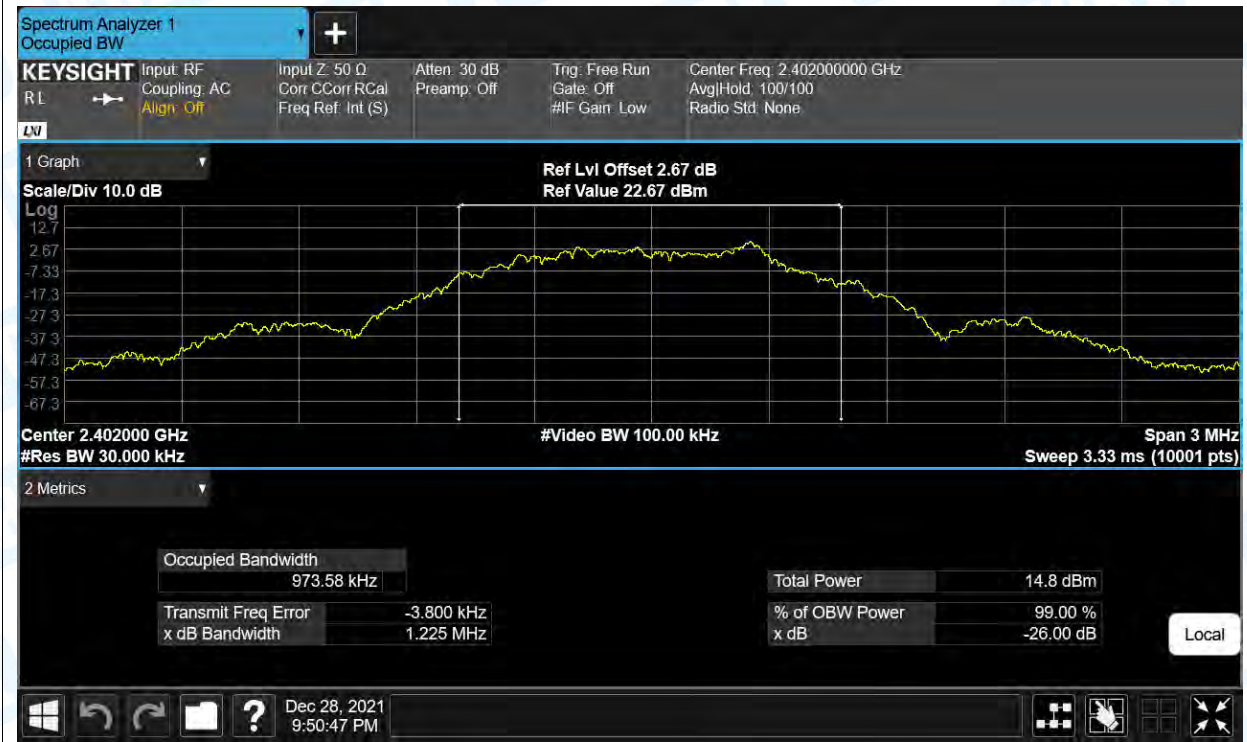 Spectrum Analyzer 1
Occupied BW
KEYSIGHT
R L
LXI
Input: RF
Coupling: AC
Align: Off
Input Z: 50 Ω
Corr CCorr RCal
Freq Ref: Int (S)
Atten: 30 dB
Preamp: Off
Trig: Free Run
Gate: Off
#IF Gain: Low
Center Freq: 2.402000000 GHz
Avg|Hold: 100/100
Radio Std: None
1 Graph
Scale/Div 10.0 dB
Ref Lvl Offset 2.67 dB
Ref Value 22.67 dBm
Log
12.7
2.67
-7.33
-17.3
-27.3
-37.3
-47.3
-57.3
-67.3
Center 2.402000 GHz
#Video BW 100.00 kHz
Span 3 MHz
#Res BW 30.000 kHz
Sweep 3.33 ms (10001 pts)
2 Metrics
Occupied Bandwidth
973.58 kHz
Total Power 14.8 dBm
Transmit Freq Error -3.800 kHz
% of OBW Power 99.00 %
x dB Bandwidth 1.225 MHz
x dB -26.00 dB
Local
?
Dec 28, 2021
9:50:47 PM